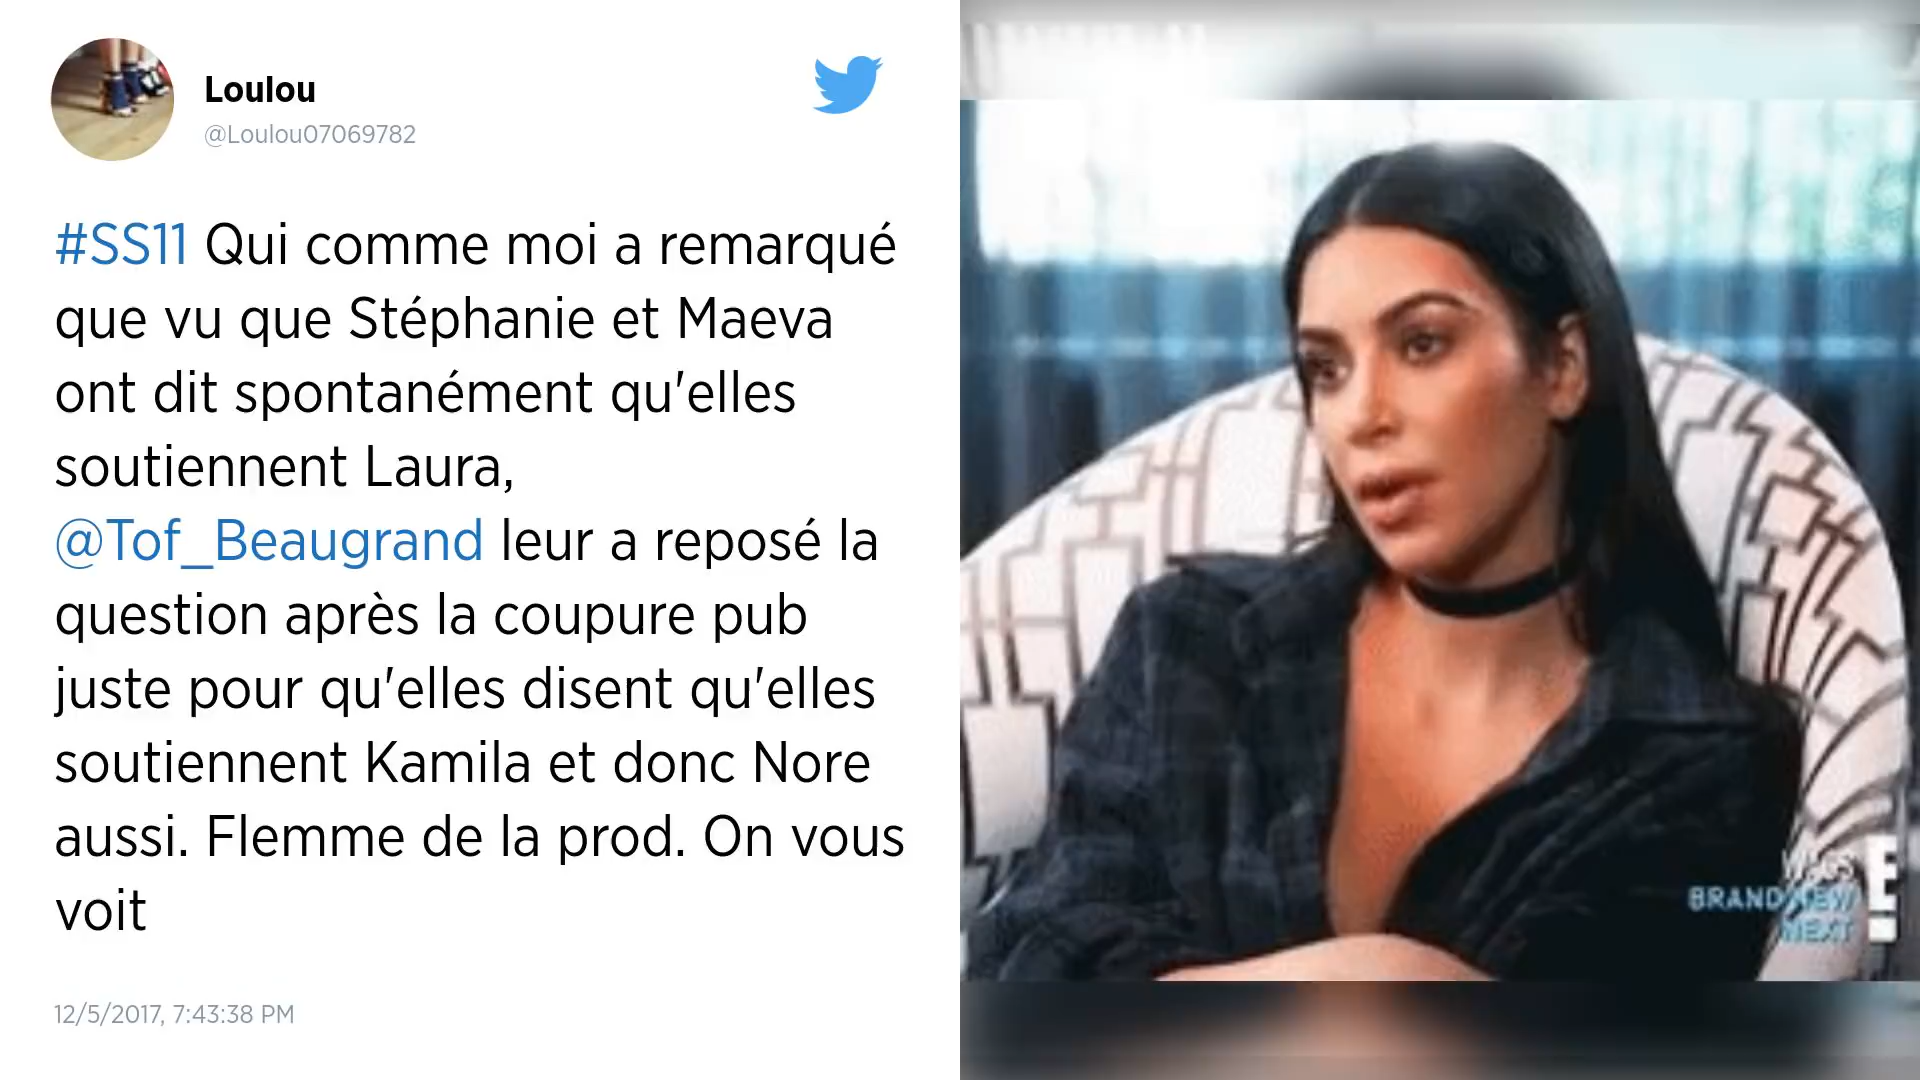 Loulou
@Loulou07069782
#SS11 Qui comme moi a remarqué
que vu que Stéphanie et Maeva
ont dit spontanément qu'elles
soutiennent Laura,
@Tof_Beaugrand leur a reposé la
question après la coupure pub
juste pour qu'elles disent qu'elles
soutiennent Kamila et donc Nore
aussi. Flemme de la prod. On vous
voit
12/5/2017, 7:43:38 PM
WAGS
BRAND NEW
NEXT
E